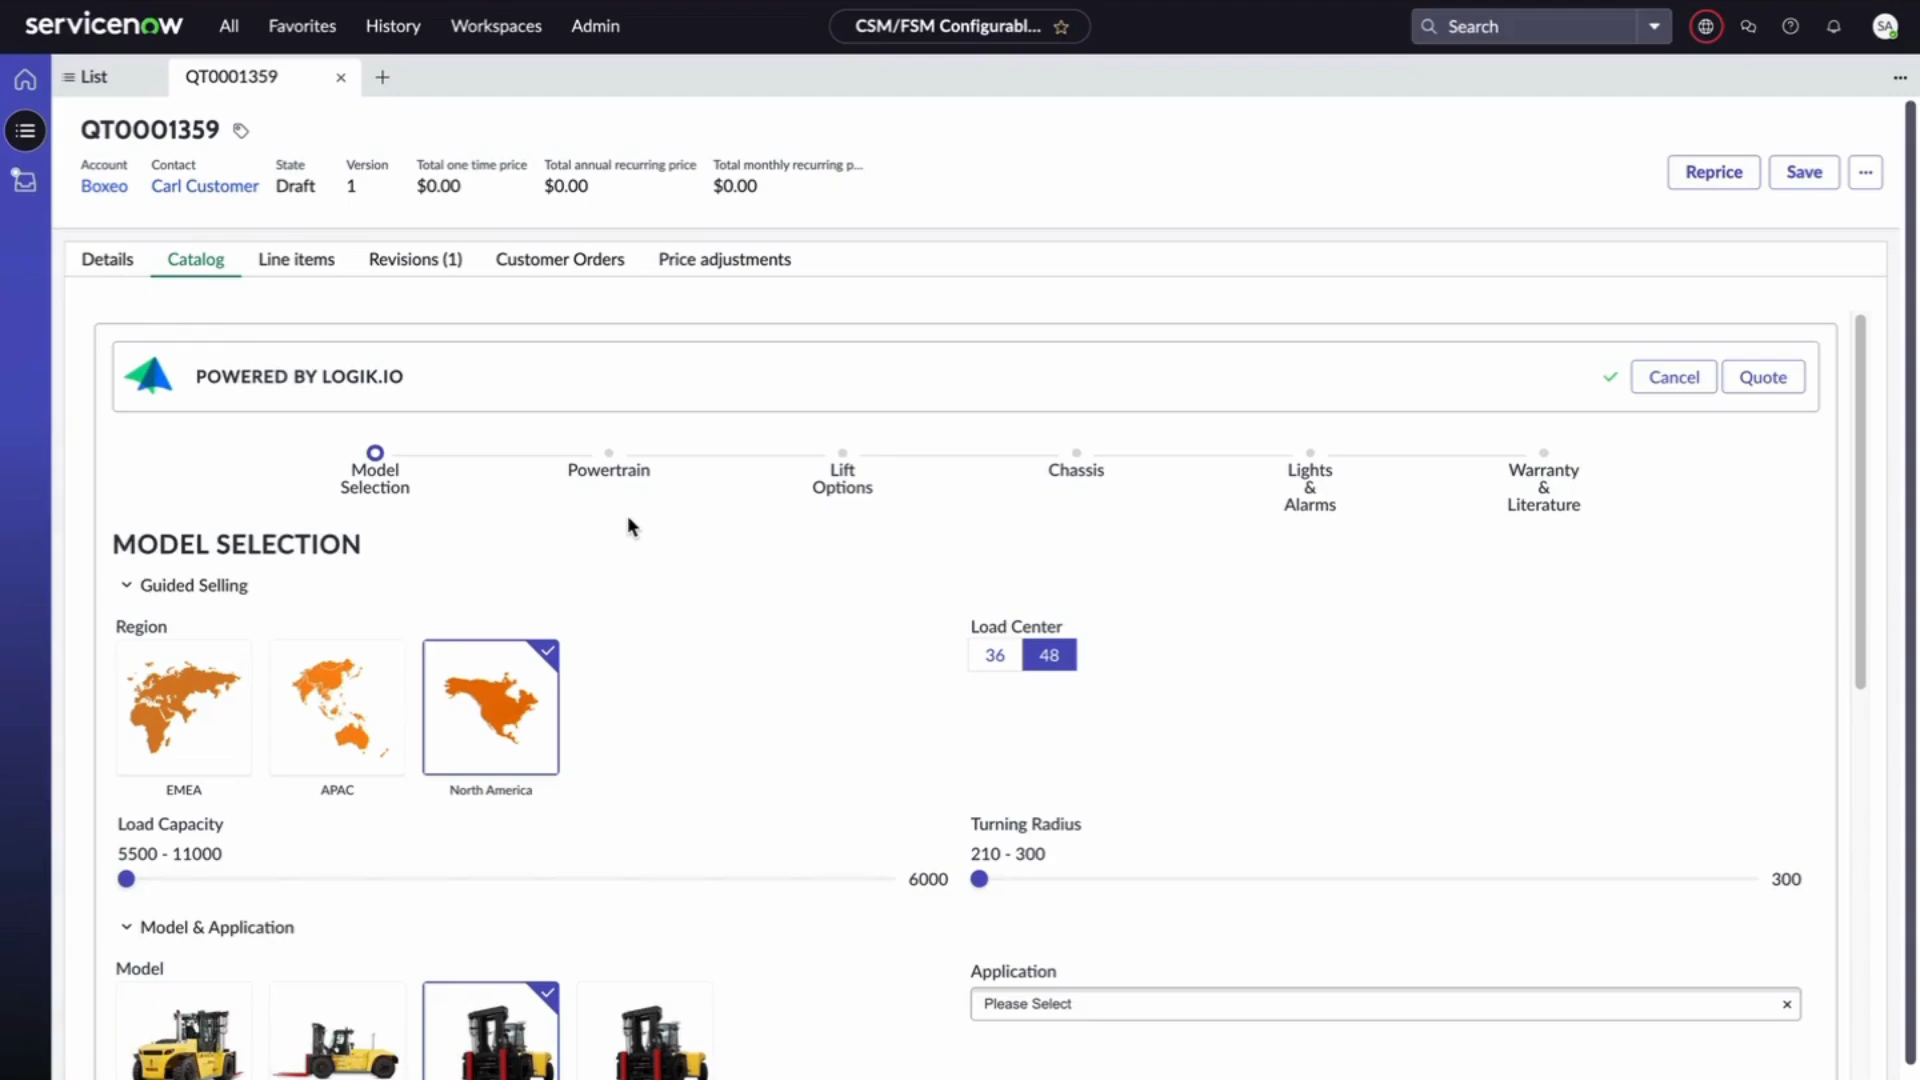 servicenow All Favorites History Workspaces Admin CSM/FSM Configurabl... Search SA
List QT0001359
QT0001359
Account Contact State Version Total one time price Total annual recurring price Total monthly recurring p...
Boxeo Carl Customer Draft 1 $0.00 $0.00 $0.00
Reprice Save
Details Catalog Line items Revisions (1) Customer Orders Price adjustments
POWERED BY LOGIK.IO Cancel Quote
Model
Selection
Powertrain
Lift
Options
Chassis
Lights
&
Alarms
Warranty
&
Literature
MODEL SELECTION
Guided Selling
Region Load Center
36 48
EMEA APAC North America
Load Capacity Turning Radius
5500 - 11000 210 - 300
6000 300
Model & Application
Model Application
Please Select